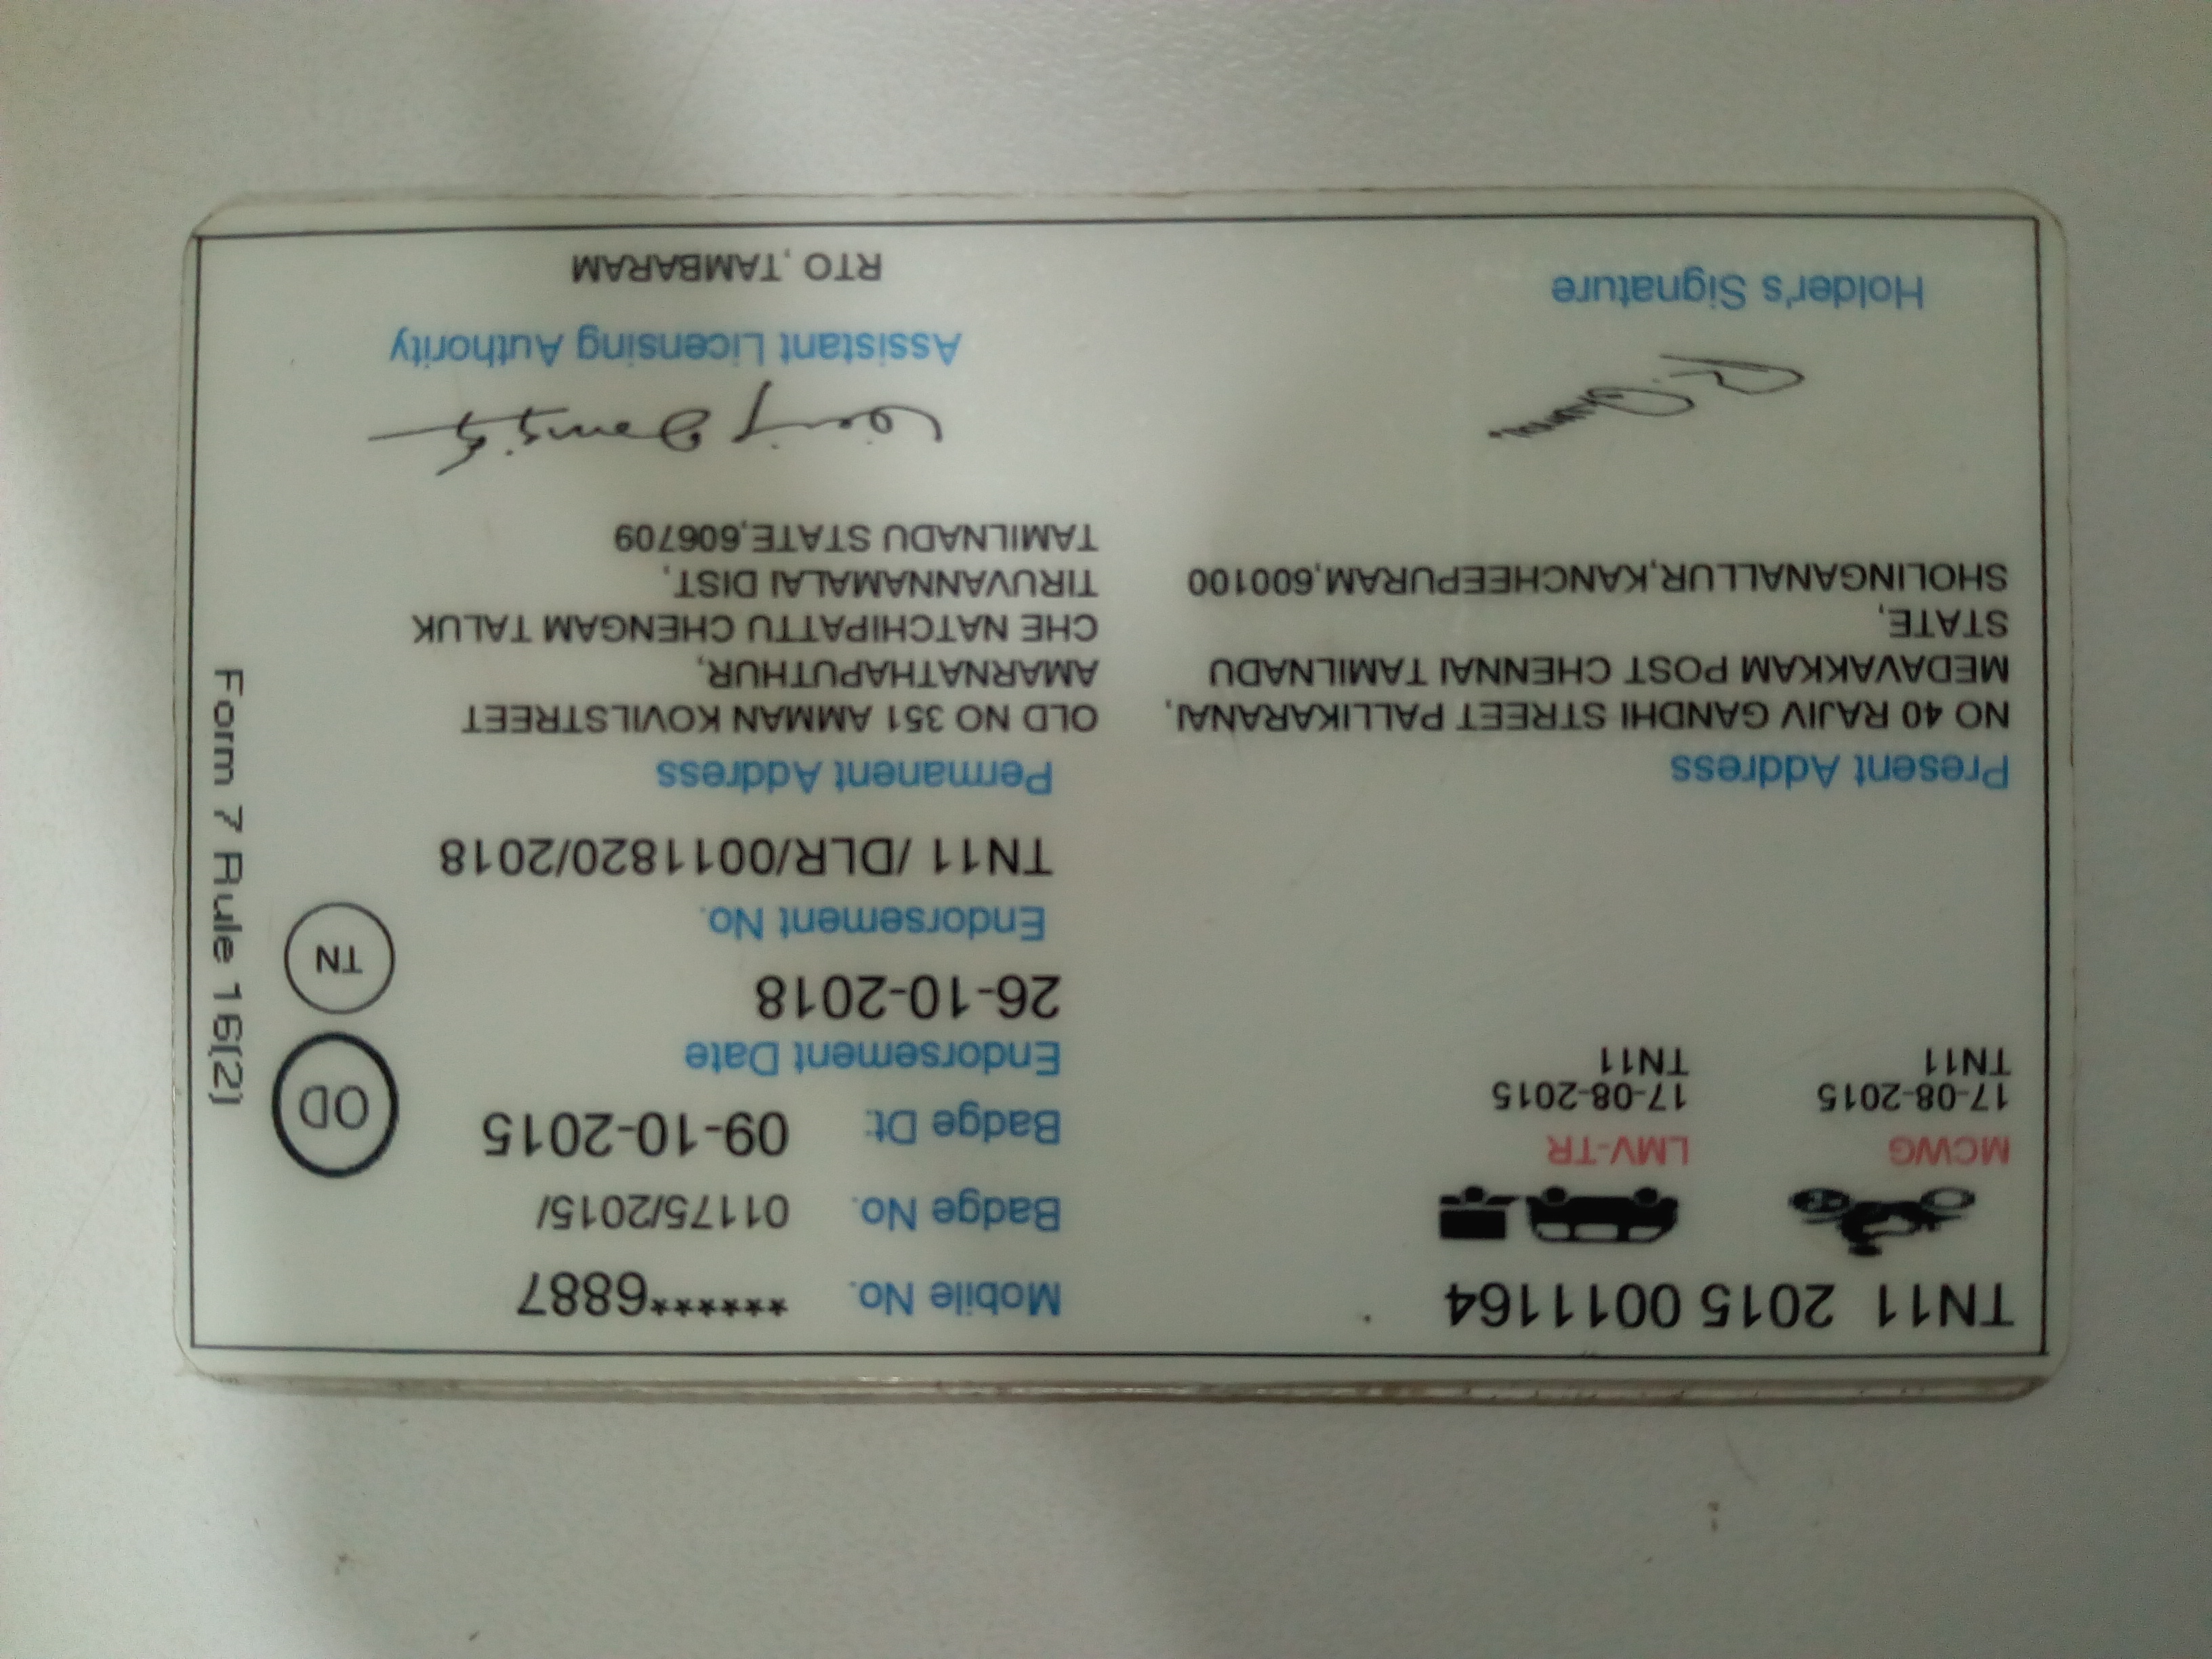 TN11 2015 0011164
MCWG
17-08-2015
TN11
LMV-TR
17-08-2015
TN11
Mobile No. ******6887
Badge No. 01175/2015/
Badge Dt: 09-10-2015
Endorsement Date
26-10-2018
Endorsement No.
TN11 /DLR/0011820/2018
OD
TN
Form 7 Rule 16(2)
Present Address
NO 40 RAJIV GANDHI STREET PALLIKARANAI,
MEDAVAKKAM POST CHENNAI TAMILNADU
STATE,
SHOLINGANALLUR,KANCHEEPURAM,600100
Permanent Address
OLD NO 351 AMMAN KOVILSTREET
AMARNATHAPUTHUR,
CHE NATCHIPATTU CHENGAM TALUK
TIRUVANNAMALAI DIST,
TAMILNADU STATE,606709
Holder's Signature
Assistant Licensing Authority
RTO ,TAMBARAM